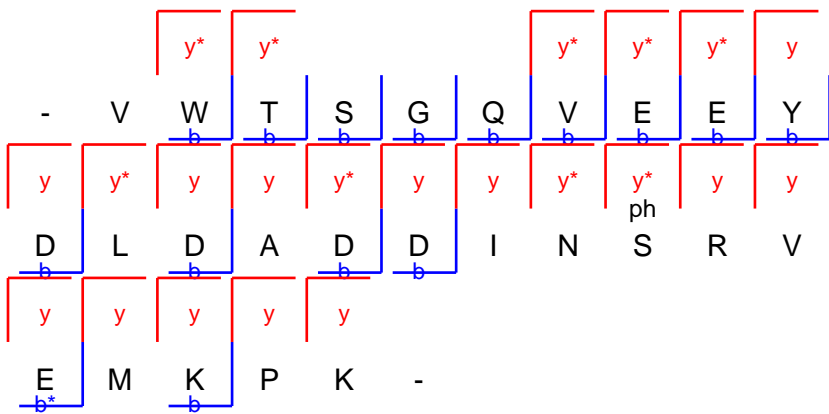 y* y* y* y* y* y
- V W T S G Q V E E Y
b b b b b b b b b
y y* y y y* y y y* y* y y
ph
D L D A D D I N S R V
b b b b
y y y y y
E M K P K -
b* b